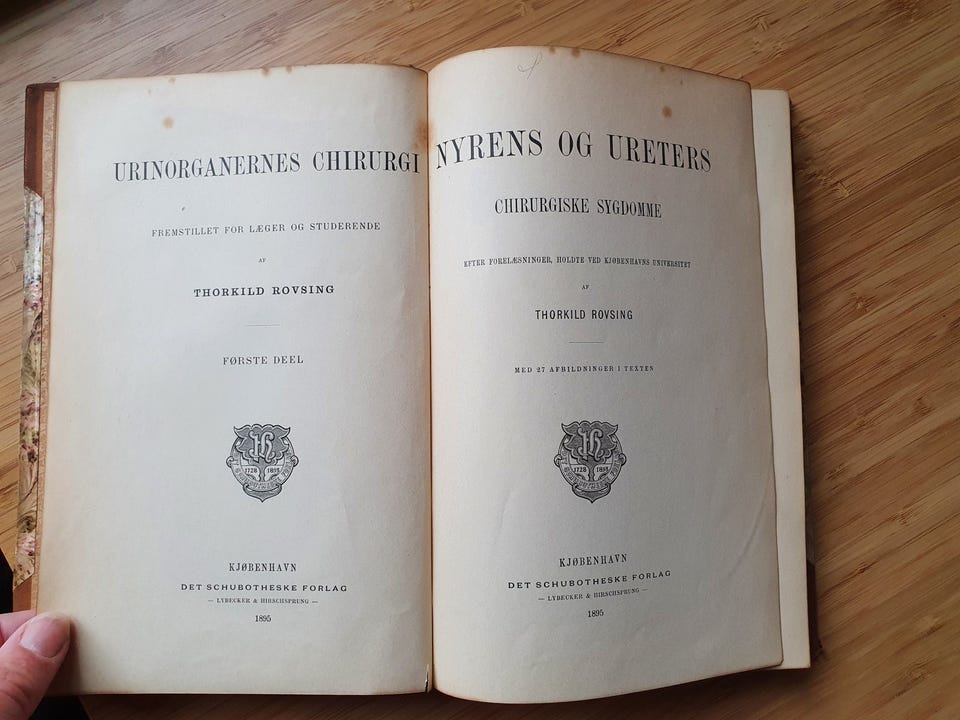 URINORGANERNES CHIRURGI
FREMSTILLET FOR LÆGER OG STUDERENDE
AF
THORKILD ROVSING
FØRSTE DEEL
1728 1893
KJØBENHAVN
DET SCHUBOTHESKE FORLAG
— LYBECKER & HIRSCHSPRUNG —
1895
NYRENS OG URETERS
CHIRURGISKE SYGDOMME
EFTER FORELÆSNINGER, HOLDTE VED KJØBENHAVNS UNIVERSITET
AF
THORKILD ROVSING
MED 27 AFBILDNINGER I TEXTEN
1728 1893
KJØBENHAVN
DET SCHUBOTHESKE FORLAG
— LYBECKER & HIRSCHSPRUNG —
1895